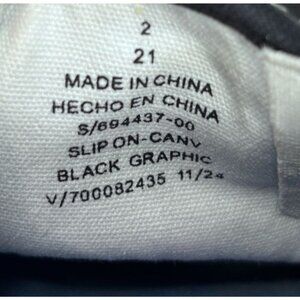 2
21
MADE IN CHINA
HECHO EN CHINA
S/694437-00
SLIP ON-CANV
BLACK GRAPHIC
V/700082435 11/24